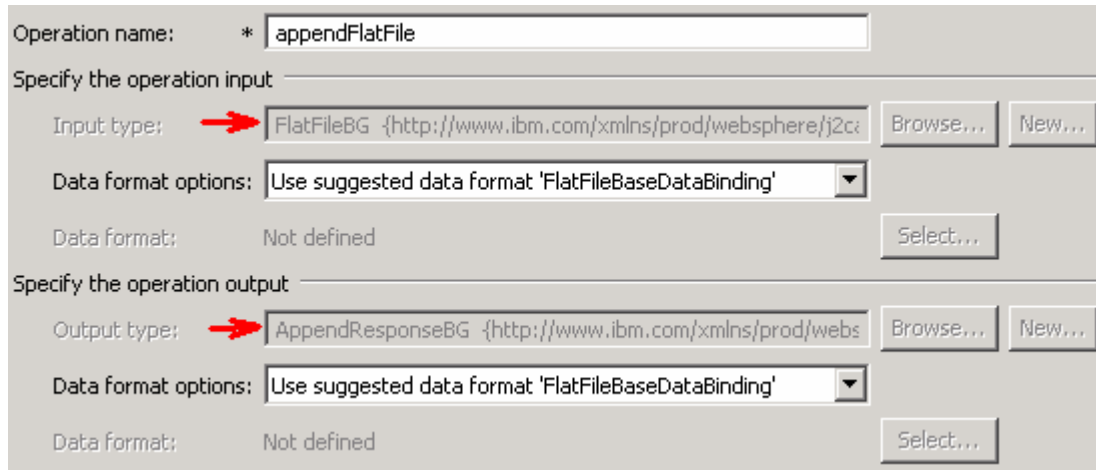 Operation name: * appendFlatFile
Specify the operation input
Input type: FlatFileBG {http://www.ibm.com/xmlns/prod/websphere/j2ca Browse... New...
Data format options: Use suggested data format 'FlatFileBaseDataBinding'
Data format: Not defined Select...
Specify the operation output
Output type: AppendResponseBG {http://www.ibm.com/xmlns/prod/webs Browse... New...
Data format options: Use suggested data format 'FlatFileBaseDataBinding'
Data format: Not defined Select...